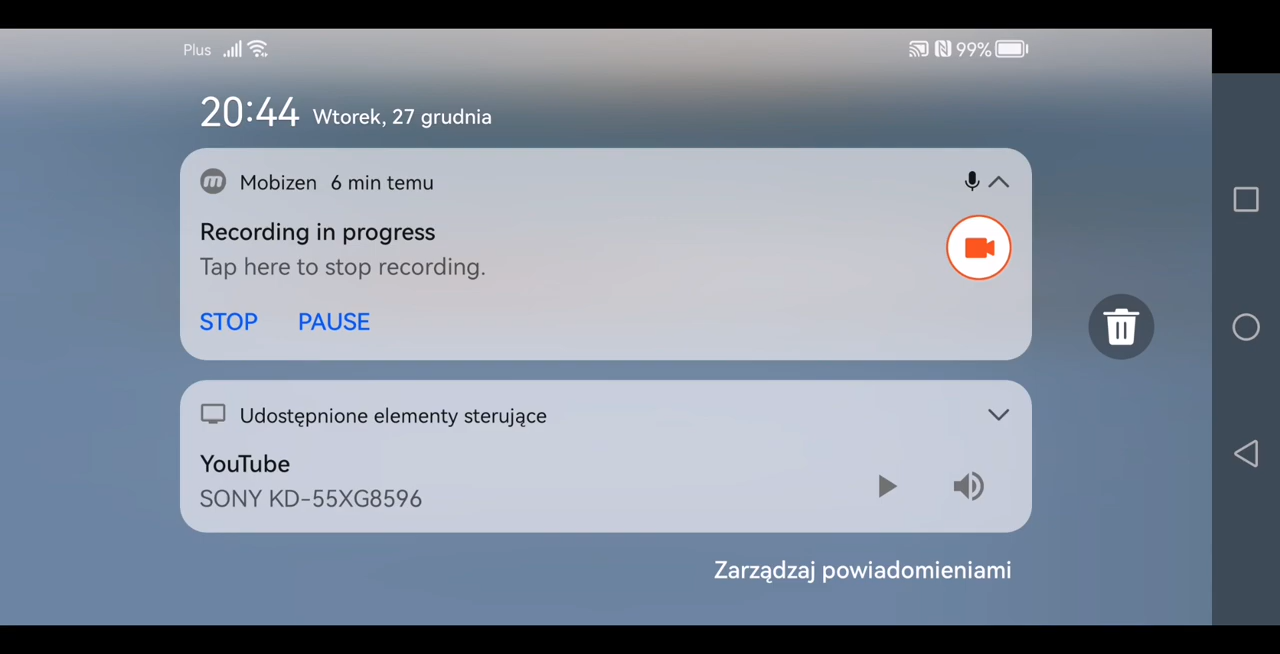 Plus 99%
20:44 Wtorek, 27 grudnia
Mobizen 6 min temu
Recording in progress
Tap here to stop recording.
STOP PAUSE
Udostępnione elementy sterujące
YouTube
SONY KD-55XG8596
Zarządzaj powiadomieniami